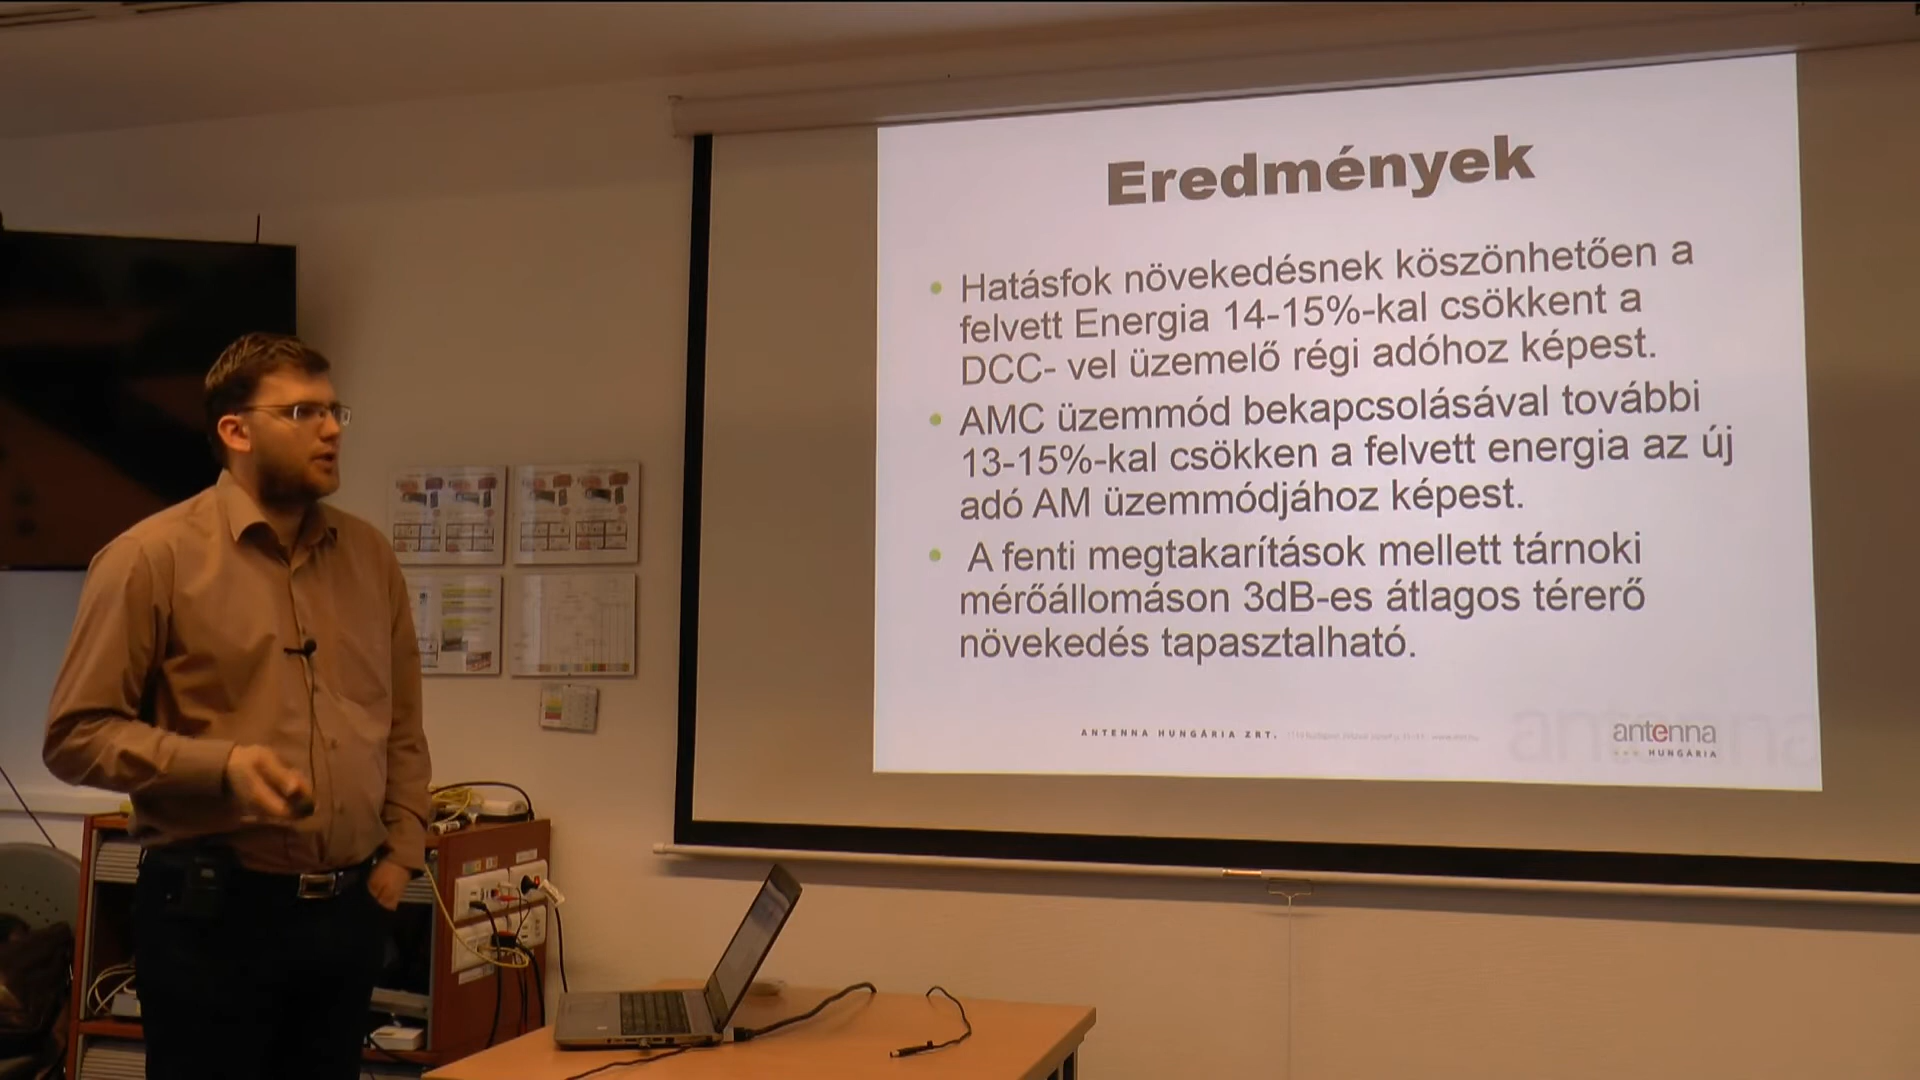 Eredmények
• Hatásfok növekedésnek köszönhetően a
felvett Energia 14-15%-kal csökkent a
DCC- vel üzemelő régi adóhoz képest.
• AMC üzemmód bekapcsolásával további
13-15%-kal csökken a felvett energia az új
adó AM üzemmódjához képest.
• A fenti megtakarítások mellett tárnoki
mérőállomáson 3dB-es átlagos térerő
növekedés tapasztalható.
ANTENNA HUNGÁRIA ZRT.
antenna
HUNGÁRIA